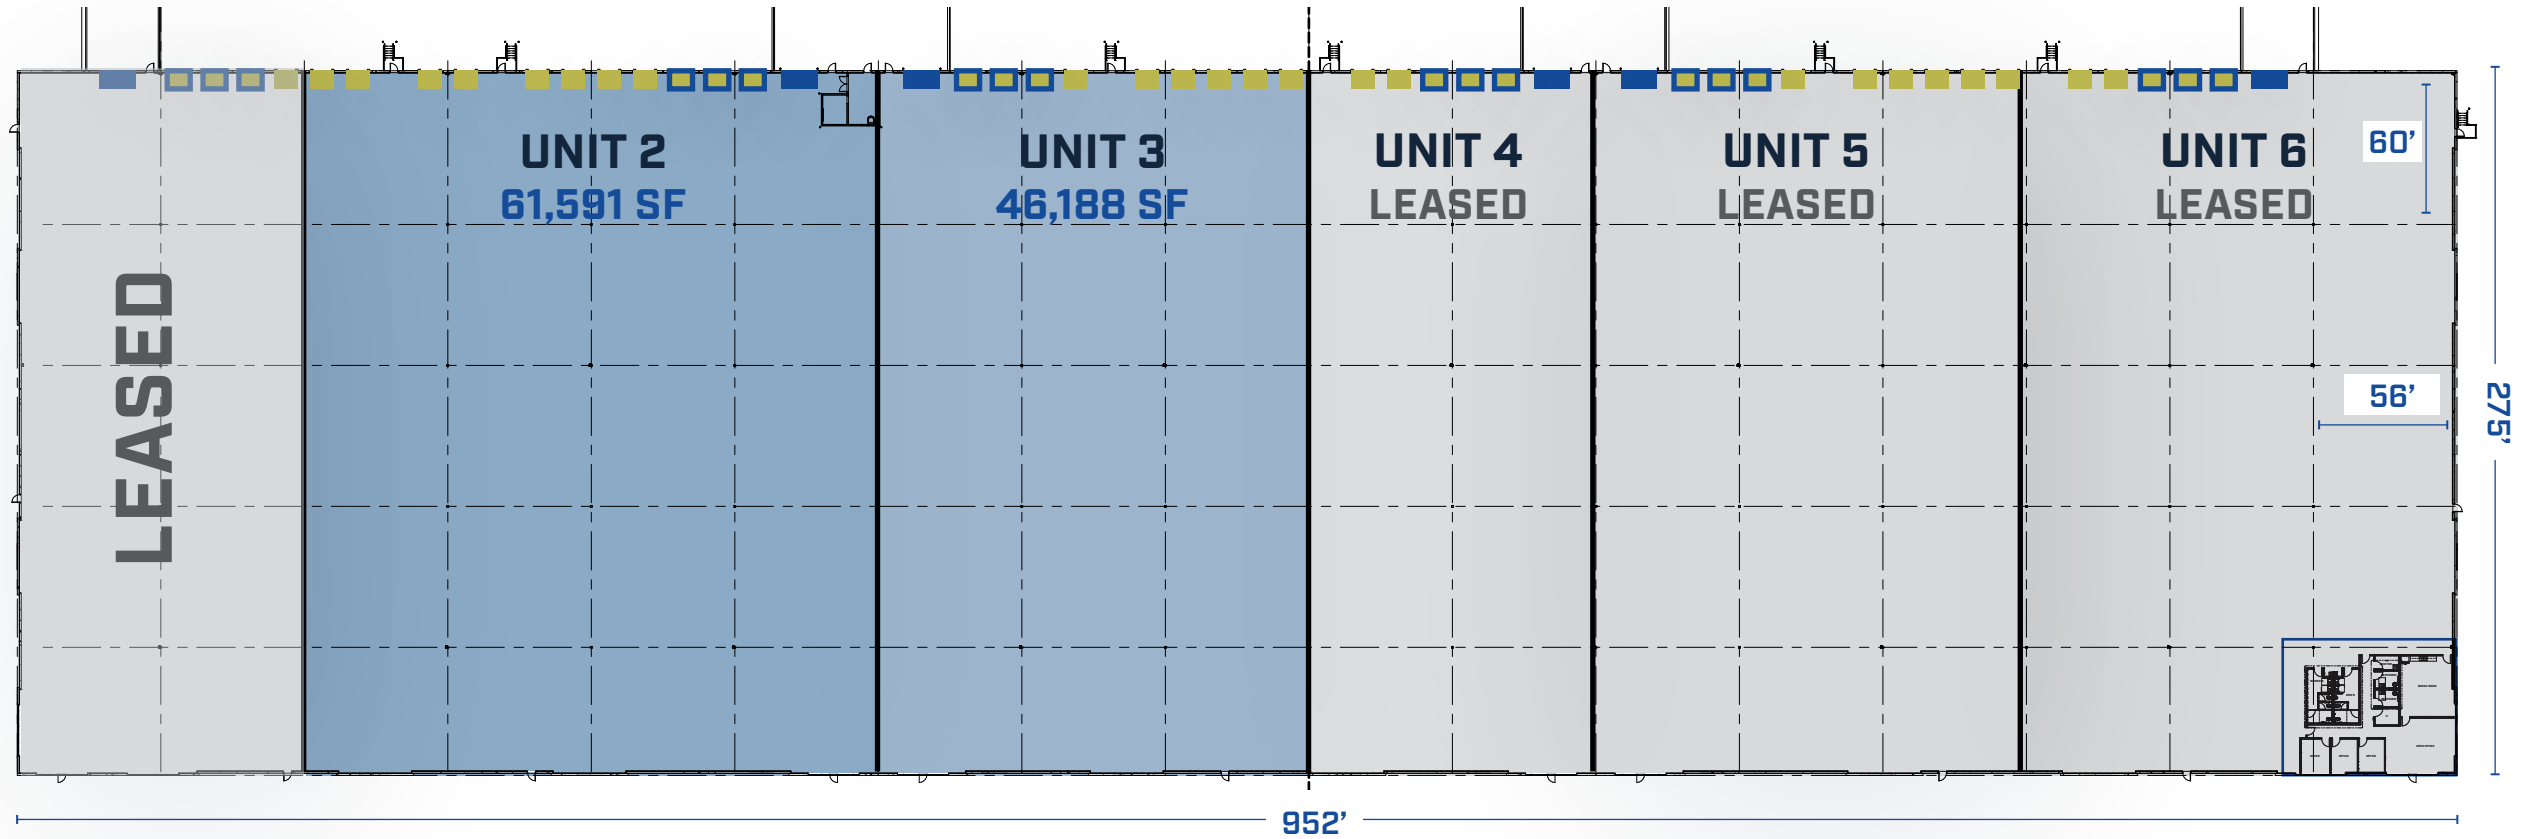 UNIT 2
61,591 SF
UNIT 3
46,188 SF
UNIT 4
LEASED
UNIT 5
LEASED
UNIT 6
LEASED
60’
LEASED
56’
275’
952’